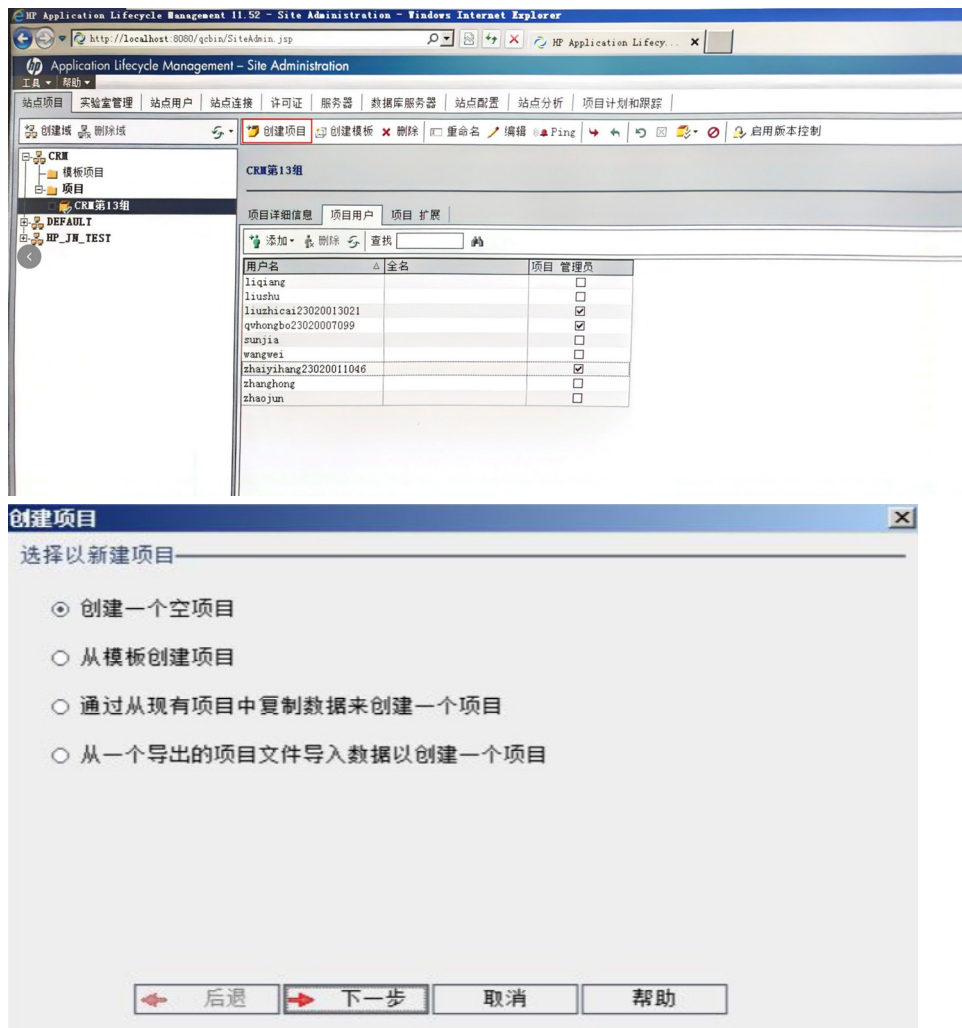 HP Application Lifecycle Management 11.52 - Site Administration - Windows Internet Explorer
http://localhost:8080/qcbin/SiteAdmin.jsp HP Application Lifecy...
hp Application Lifecycle Management – Site Administration
工具 帮助
站点项目 实验室管理 站点用户 站点连接 许可证 服务器 数据库服务器 站点配置 站点分析 项目计划和跟踪
创建域 删除域 创建项目 创建模板 删除 重命名 编辑 Ping 启用版本控制
CRM
模板项目
项目
CRM第13组
DEFAULT
HP_JN_TEST
CRM第13组
项目详细信息 项目用户 项目 扩展
添加 删除 查找
用户名 全名 项目 管理员
liqiang
liushu
liuzhicai23020013021
qvhongbo23020007099
sunjia
wangwei
zhaiyihang23020011046
zhanghong
zhaojun
创建项目
选择以新建项目
创建一个空项目
从模板创建项目
通过从现有项目中复制数据来创建一个项目
从一个导出的项目文件导入数据以创建一个项目
后退 下一步 取消 帮助